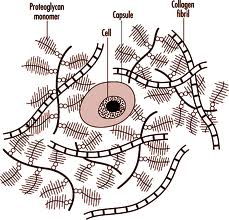 Proteoglycan
monomer
Capsule
Cell
Collagen
fibril